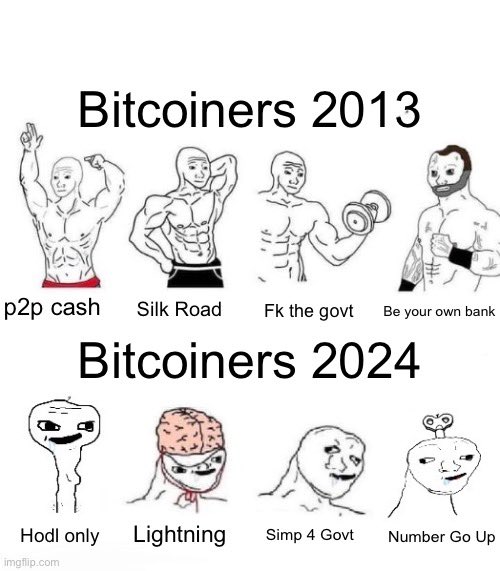 Bitcoiners 2013
p2p cash
Silk Road
Fk the govt
Be your own bank
Bitcoiners 2024
Hodl only
Lightning
Simp 4 Govt
Number Go Up
imgflip.com